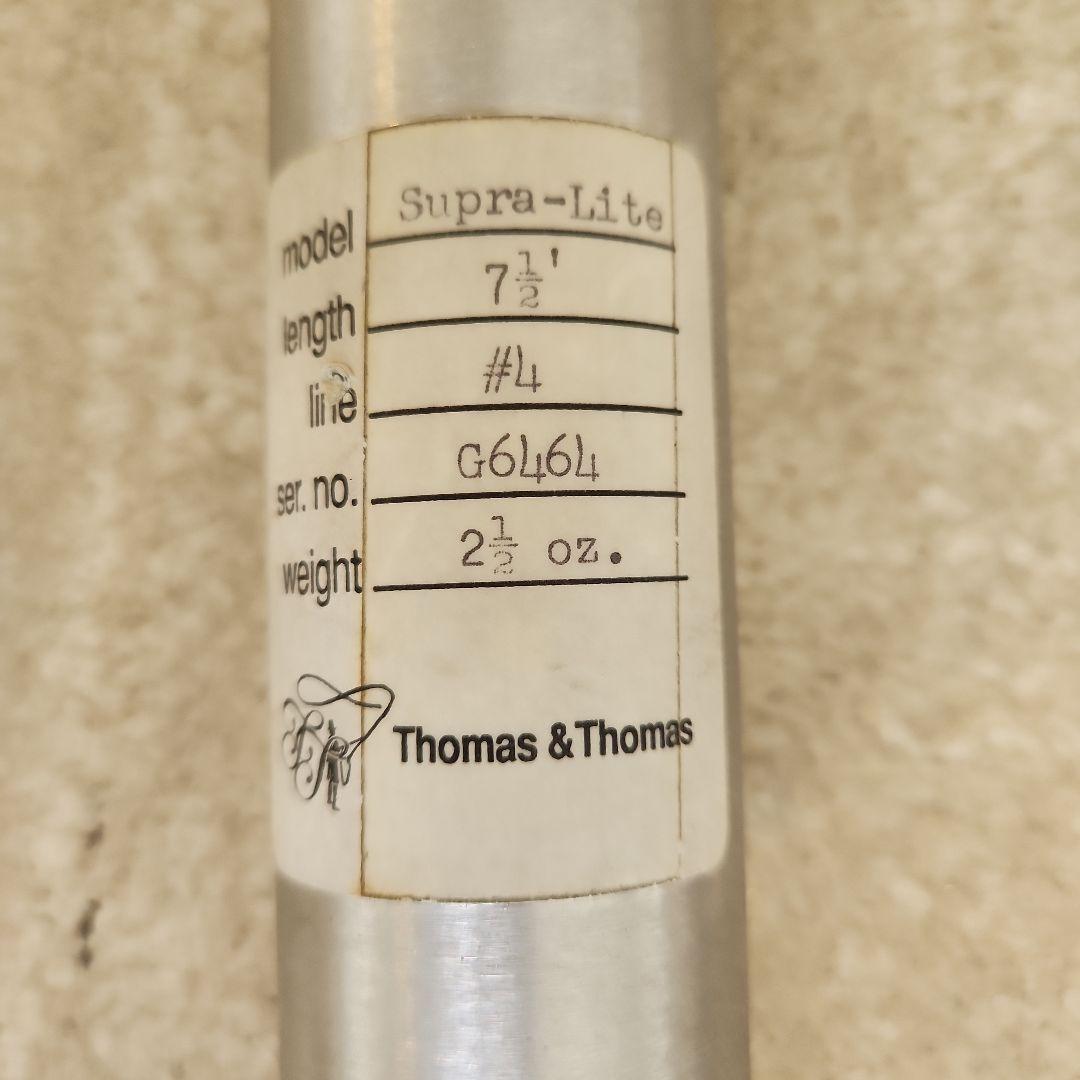 model Supra-Lite
length 7½'
line #4
ser. no. G6464
weight 2½ oz.
Thomas & Thomas